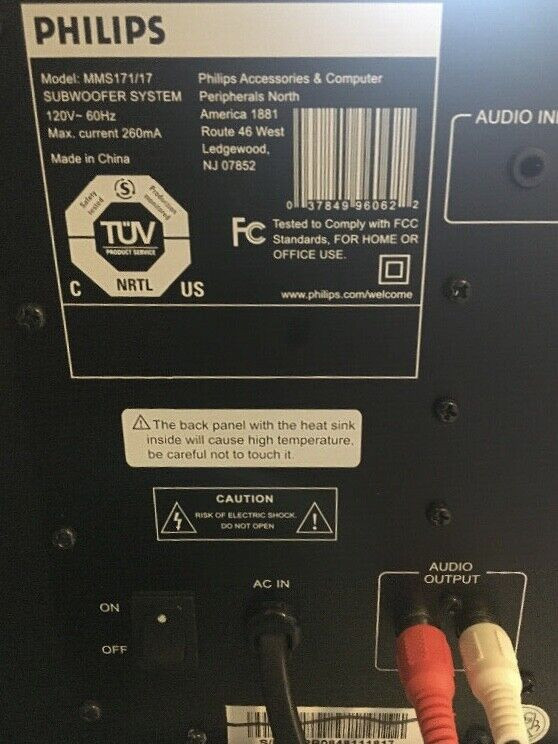 PHILIPS
Model: MMS171/17
SUBWOOFER SYSTEM
120V~ 60Hz
Max. current 260mA
Made in China
Philips Accessories & Computer
Peripherals North
America 1881
Route 46 West
Ledgewood,
NJ 07852
0 37849 96062 2
Safety tested
S
Production monitored
TÜV
PRODUCT SERVICE
C NRTL US
FC Tested to Comply with FCC
Standards, FOR HOME OR
OFFICE USE.
www.philips.com/welcome
AUDIO IN
The back panel with the heat sink
inside will cause high temperature,
be careful not to touch it.
CAUTION
RISK OF ELECTRIC SHOCK.
DO NOT OPEN
AUDIO
OUTPUT
AC IN
ON
OFF